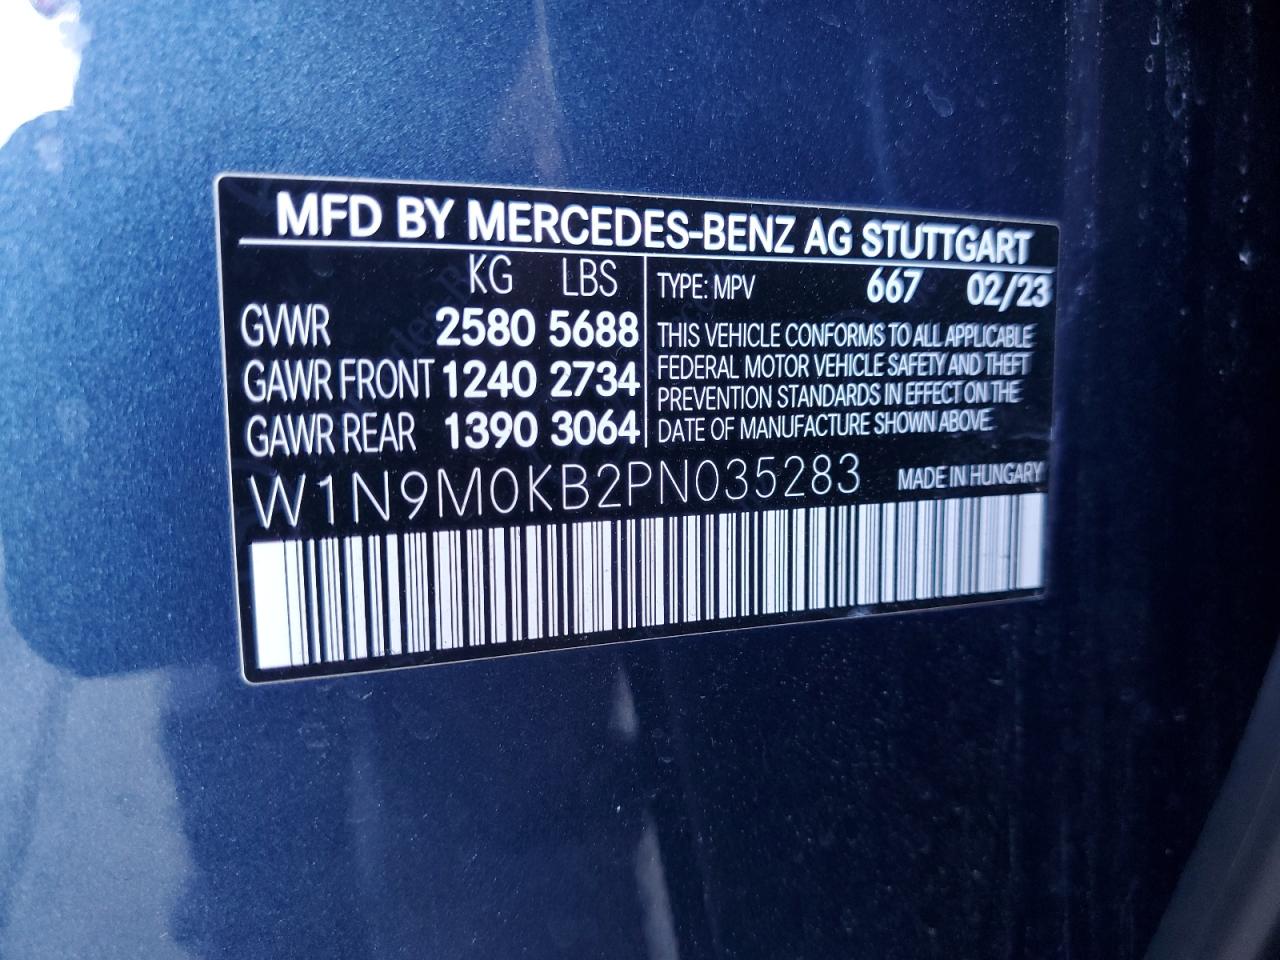 MFD BY MERCEDES-BENZ AG STUTTGART
KG LBS
GVWR 2580 5688
GAWR FRONT 1240 2734
GAWR REAR 1390 3064
TYPE: MPV 667 02/23
THIS VEHICLE CONFORMS TO ALL APPLICABLE
FEDERAL MOTOR VEHICLE SAFETY AND THEFT
PREVENTION STANDARDS IN EFFECT ON THE
DATE OF MANUFACTURE SHOWN ABOVE.
W1N9M0KB2PN035283 MADE IN HUNGARY